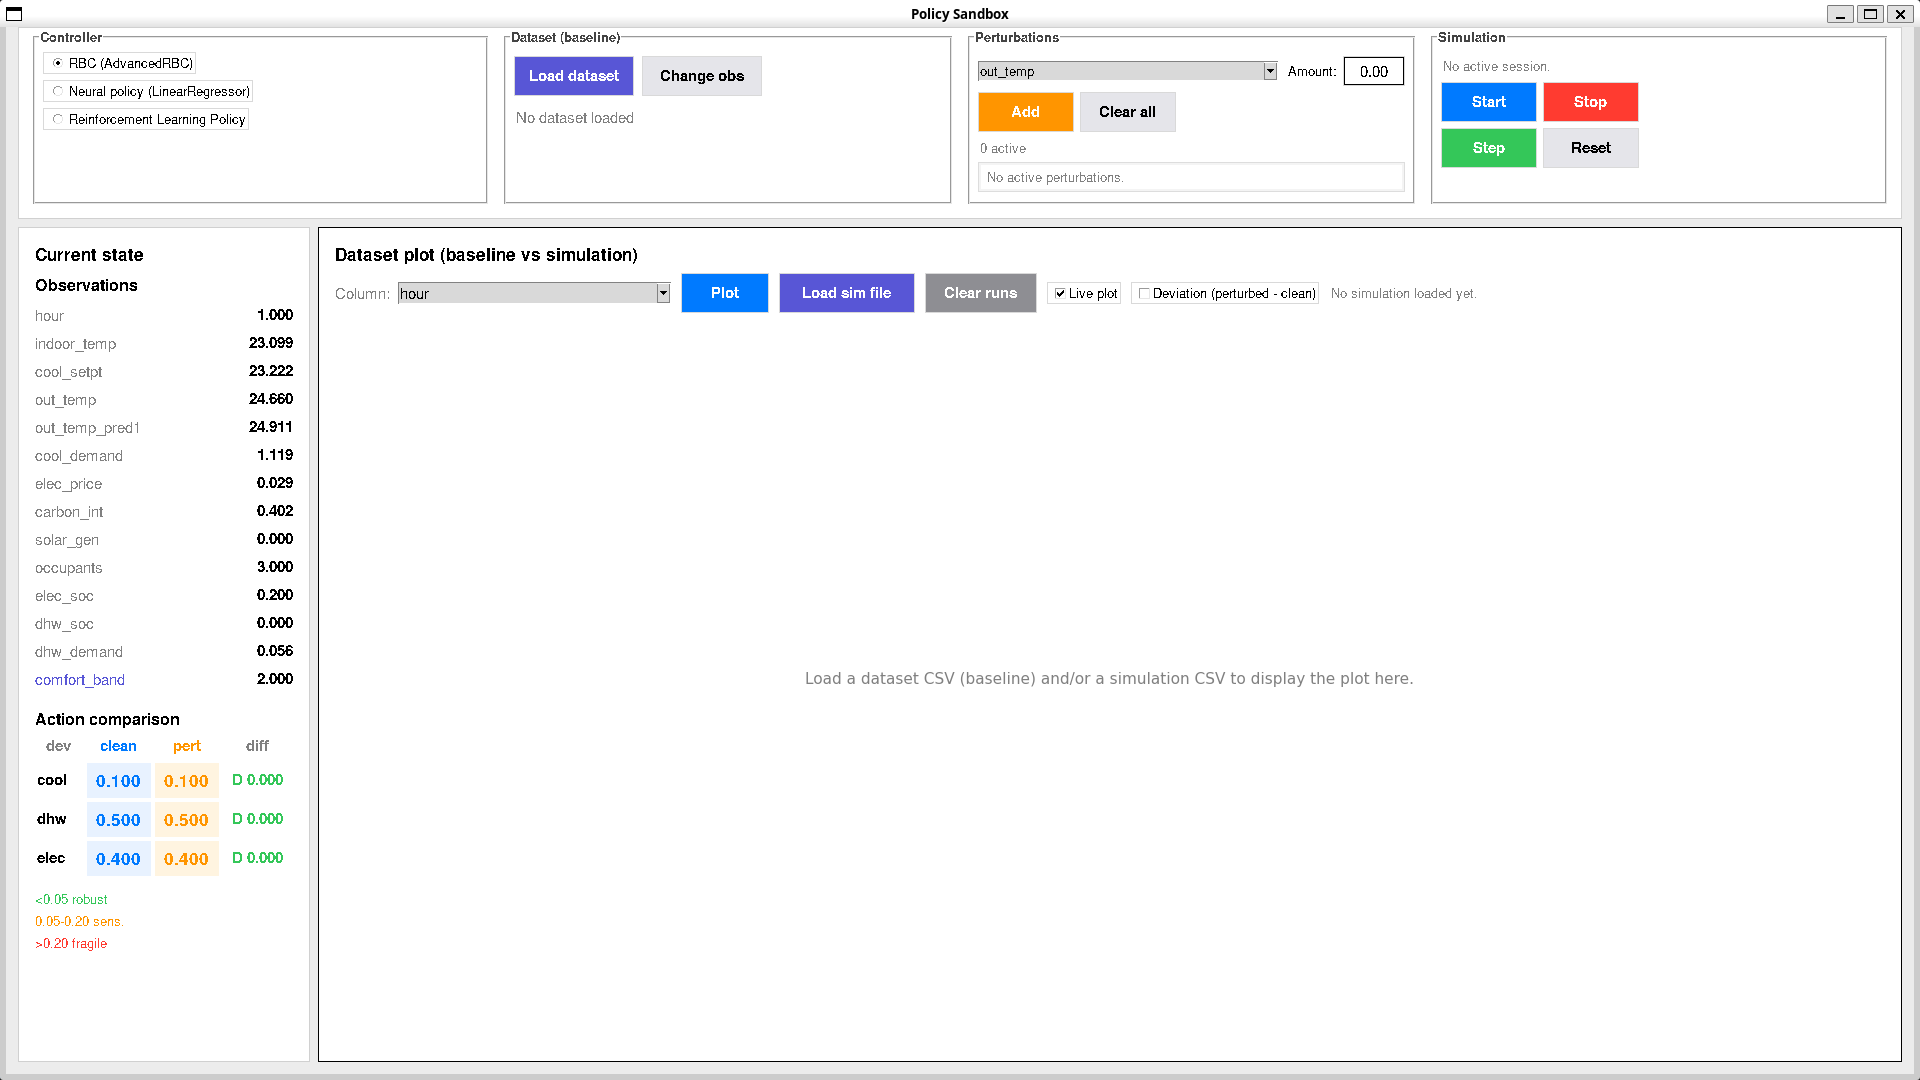 Policy Sandbox
Controller
RBC (AdvancedRBC)
Neural policy (LinearRegressor)
Reinforcement Learning Policy
Dataset (baseline)
Load dataset
Change obs
No dataset loaded
Perturbations
out_temp
Amount:
0.00
Add
Clear all
0 active
No active perturbations.
Simulation
No active session.
Start
Stop
Step
Reset
Current state
Observations
hour 1.000
indoor_temp 23.099
cool_setpt 23.222
out_temp 24.660
out_temp_pred1 24.911
cool_demand 1.119
elec_price 0.029
carbon_int 0.402
solar_gen 0.000
occupants 3.000
elec_soc 0.200
dhw_soc 0.000
dhw_demand 0.056
comfort_band 2.000
Action comparison
dev clean pert diff
cool 0.100 0.100 D 0.000
dhw 0.500 0.500 D 0.000
elec 0.400 0.400 D 0.000
<0.05 robust
0.05-0.20 sens.
>0.20 fragile
Dataset plot (baseline vs simulation)
Column: hour Plot Load sim file Clear runs Live plot Deviation (perturbed - clean) No simulation loaded yet.
Load a dataset CSV (baseline) and/or a simulation CSV to display the plot here.